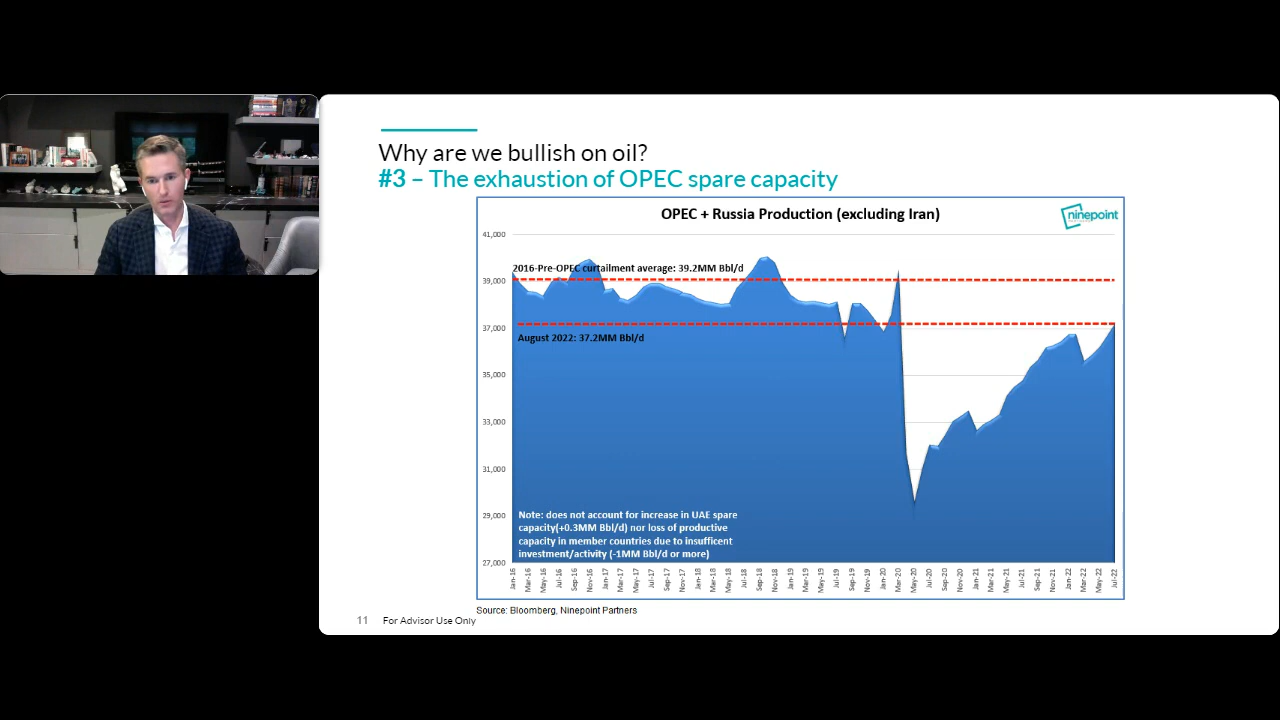 Why are we bullish on oil?
#3 – The exhaustion of OPEC spare capacity
OPEC + Russia Production (excluding Iran)
ninepoint
41,000
39,000
37,000
35,000
33,000
31,000
29,000
27,000
2016-Pre-OPEC curtailment average: 39.2MM Bbl/d
August 2022: 37.2MM Bbl/d
Note: does not account for increase in UAE spare
capacity(+0.3MM Bbl/d) nor loss of productive
capacity in member countries due to insufficent
investment/activity (-1MM Bbl/d or more)
Jan-16
Mar-16
May-16
Jul-16
Sep-16
Nov-16
Jan-17
Mar-17
May-17
Jul-17
Sep-17
Nov-17
Jan-18
Mar-18
May-18
Jul-18
Sep-18
Nov-18
Jan-19
Mar-19
May-19
Jul-19
Sep-19
Nov-19
Jan-20
Mar-20
May-20
Jul-20
Sep-20
Nov-20
Jan-21
Mar-21
May-21
Jul-21
Sep-21
Nov-21
Jan-22
Mar-22
May-22
Jul-22
Source: Bloomberg, Ninepoint Partners
11 For Advisor Use Only